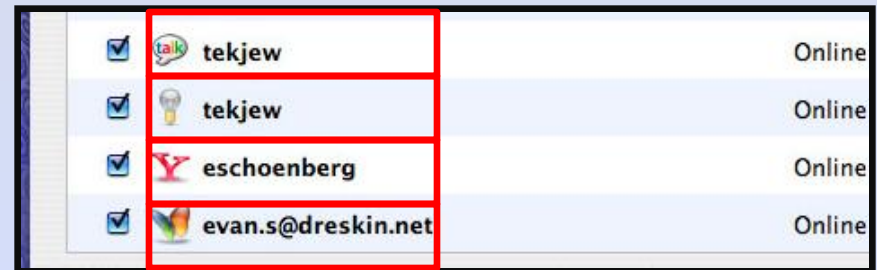 talk tekjew Online
tekjew Online
eschoenberg Online
evan.s@dreskin.net Online